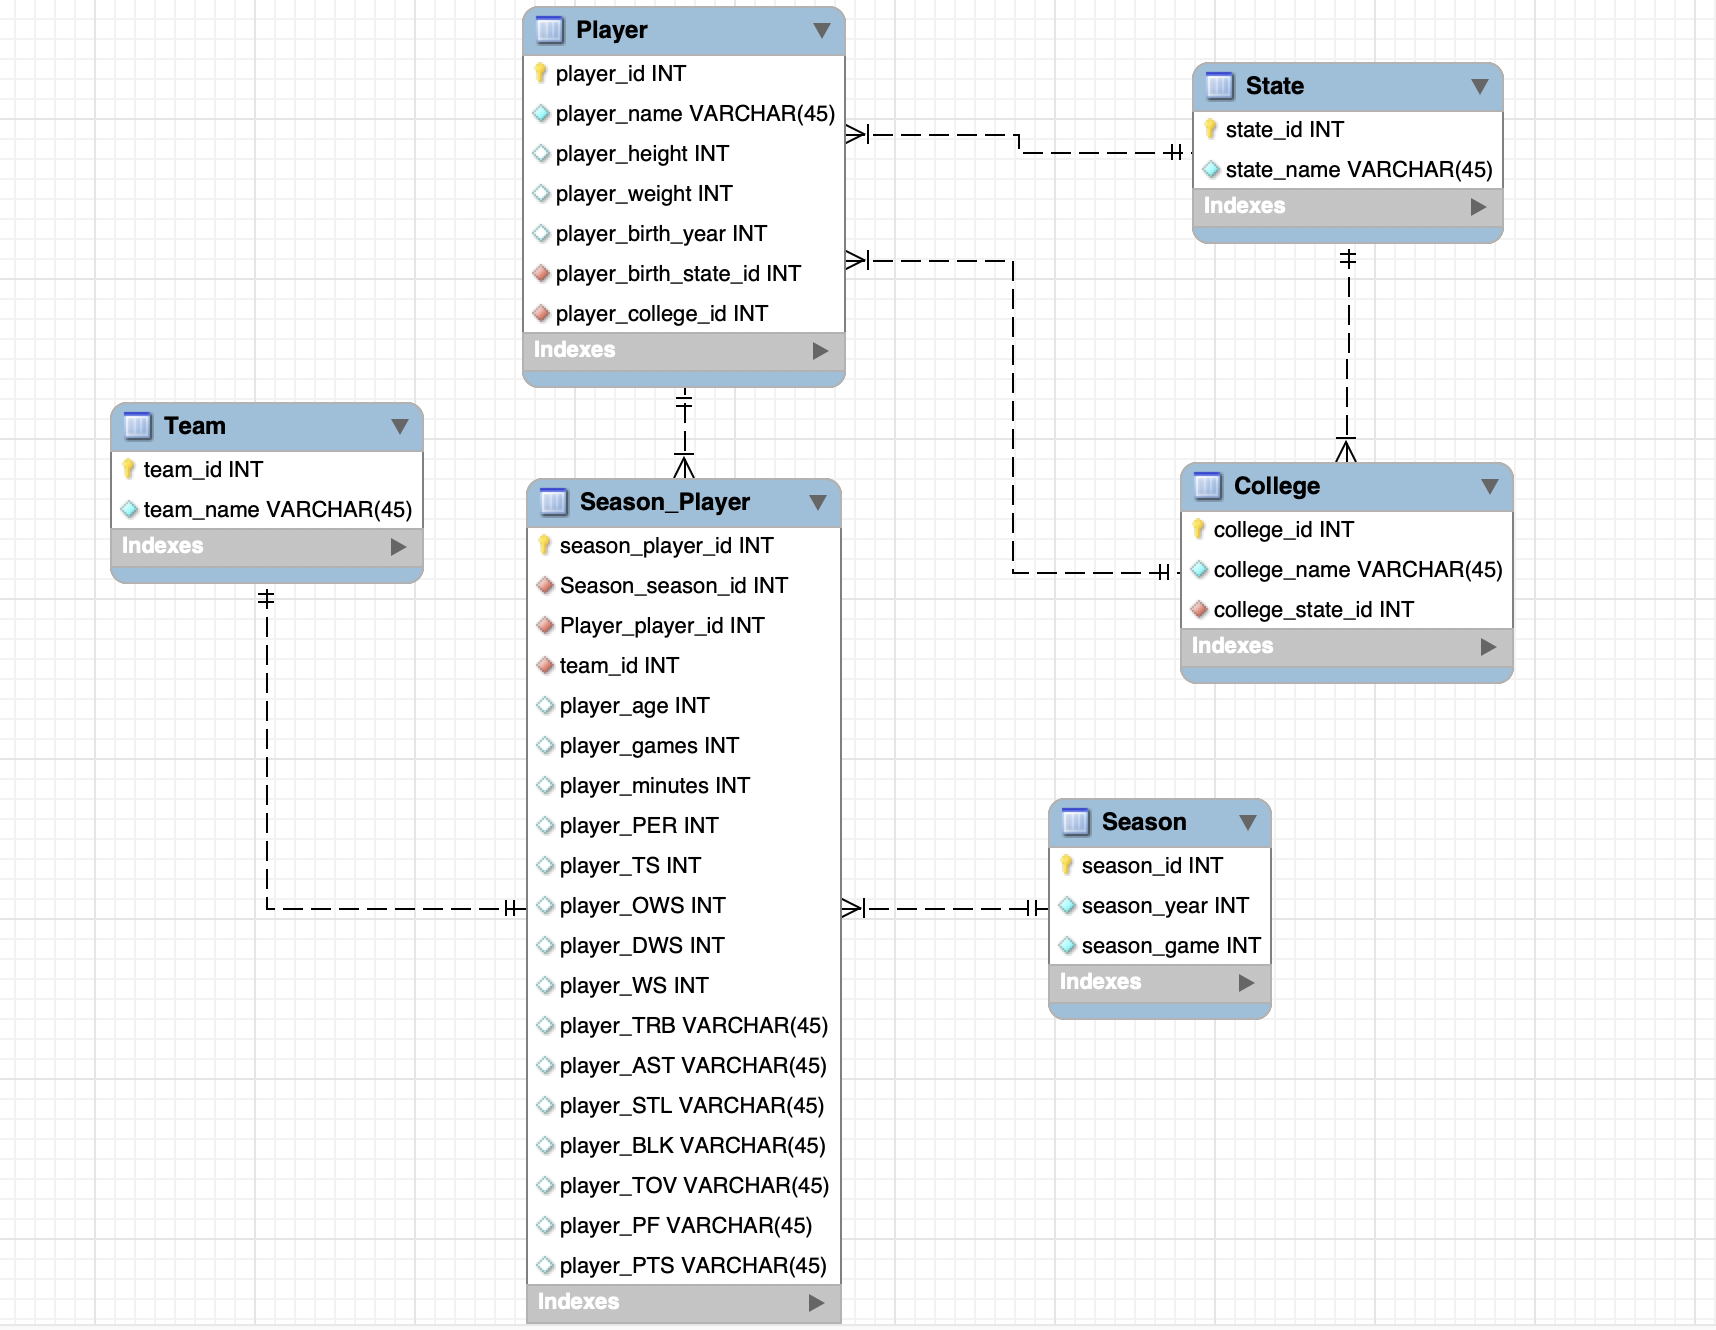 Player
player_id INT
player_name VARCHAR(45)
player_height INT
player_weight INT
player_birth_year INT
player_birth_state_id INT
player_college_id INT
Indexes
State
state_id INT
state_name VARCHAR(45)
Indexes
Team
team_id INT
team_name VARCHAR(45)
Indexes
Season_Player
season_player_id INT
Season_season_id INT
Player_player_id INT
team_id INT
player_age INT
player_games INT
player_minutes INT
player_PER INT
player_TS INT
player_OWS INT
player_DWS INT
player_WS INT
player_TRB VARCHAR(45)
player_AST VARCHAR(45)
player_STL VARCHAR(45)
player_BLK VARCHAR(45)
player_TOV VARCHAR(45)
player_PF VARCHAR(45)
player_PTS VARCHAR(45)
Indexes
College
college_id INT
college_name VARCHAR(45)
college_state_id INT
Indexes
Season
season_id INT
season_year INT
season_game INT
Indexes